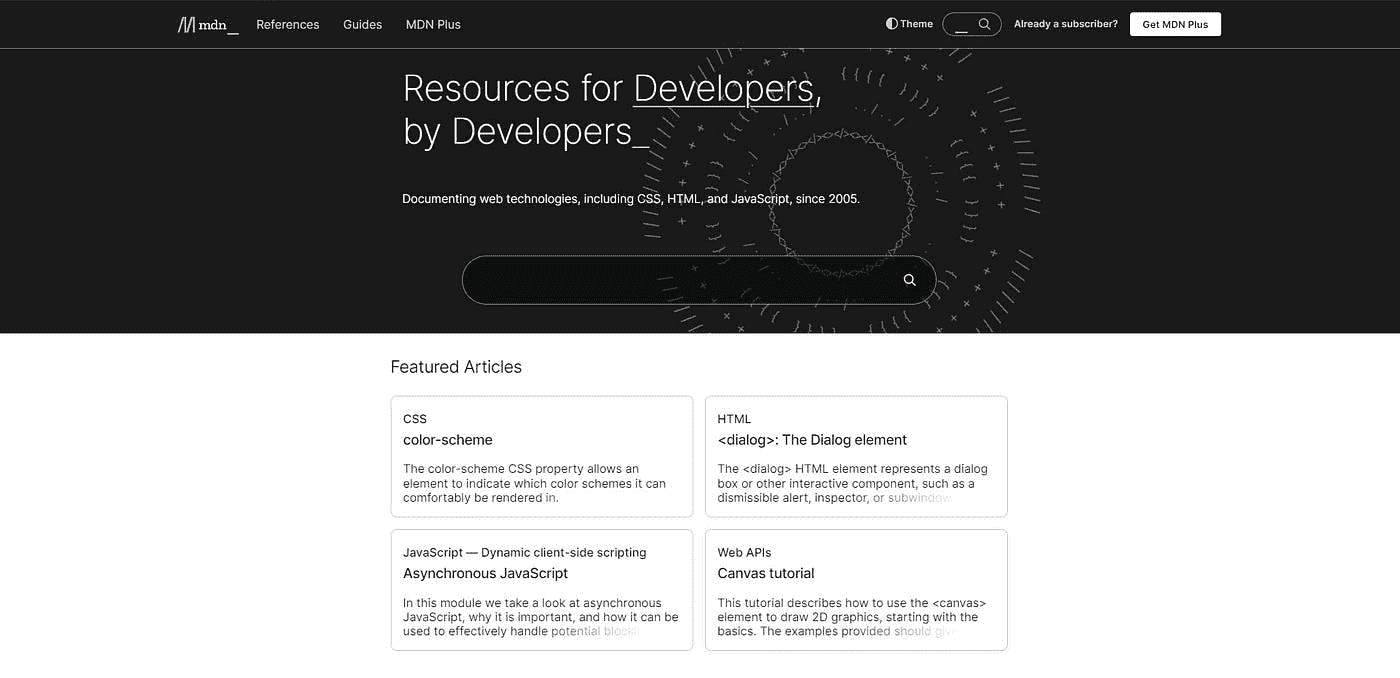 mdn_
References Guides MDN Plus
Theme
Already a subscriber?
Get MDN Plus
Resources for Developers,
by Developers_
Documenting web technologies, including CSS, HTML, and JavaScript, since 2005.
Featured Articles
CSS
color-scheme
The color-scheme CSS property allows an
element to indicate which color schemes it can
comfortably be rendered in.
HTML
<dialog>: The Dialog element
The <dialog> HTML element represents a dialog
box or other interactive component, such as a
dismissible alert, inspector, or subwindow
JavaScript — Dynamic client-side scripting
Asynchronous JavaScript
In this module we take a look at asynchronous
JavaScript, why it is important, and how it can be
used to effectively handle potential
Web APIs
Canvas tutorial
This tutorial describes how to use the <canvas>
element to draw 2D graphics, starting with the
basics. The examples provided should